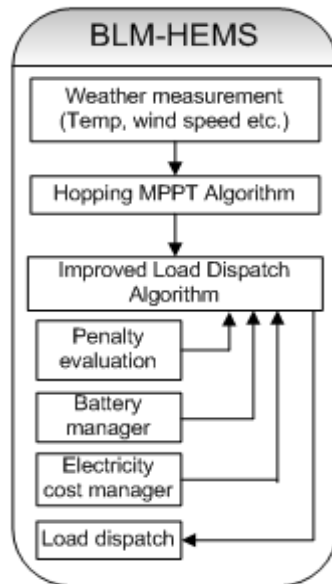 BLM-HEMS
Weather measurement
(Temp, wind speed etc.)
Hopping MPPT Algorithm
Improved Load Dispatch
Algorithm
Penalty
evaluation
Battery
manager
Electricity
cost manager
Load dispatch